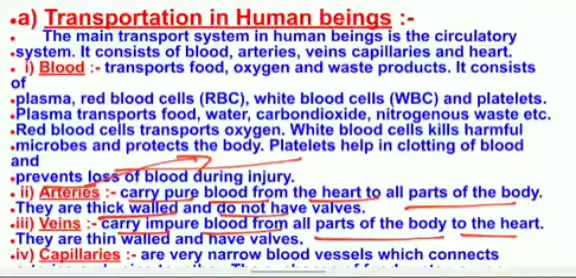 .a) Transportation in Human beings :-
. The main transport system in human beings is the circulatory
.system. It consists of blood, arteries, veins capillaries and heart.
. i) Blood :- transports food, oxygen and waste products. It consists
of
.plasma, red blood cells (RBC), white blood cells (WBC) and platelets.
.Plasma transports food, water, carbondioxide, nitrogenous waste etc.
.Red blood cells transports oxygen. White blood cells kills harmful
.microbes and protects the body. Platelets help in clotting of blood
and
.prevents loss of blood during injury.
. ii) Arteries :- carry pure blood from the heart to all parts of the body.
.They are thick walled and do not have valves.
.iii) Veins :- carry impure blood from all parts of the body to the heart.
.They are thin walled and have valves.
.iv) Capillaries :- are very narrow blood vessels which connects